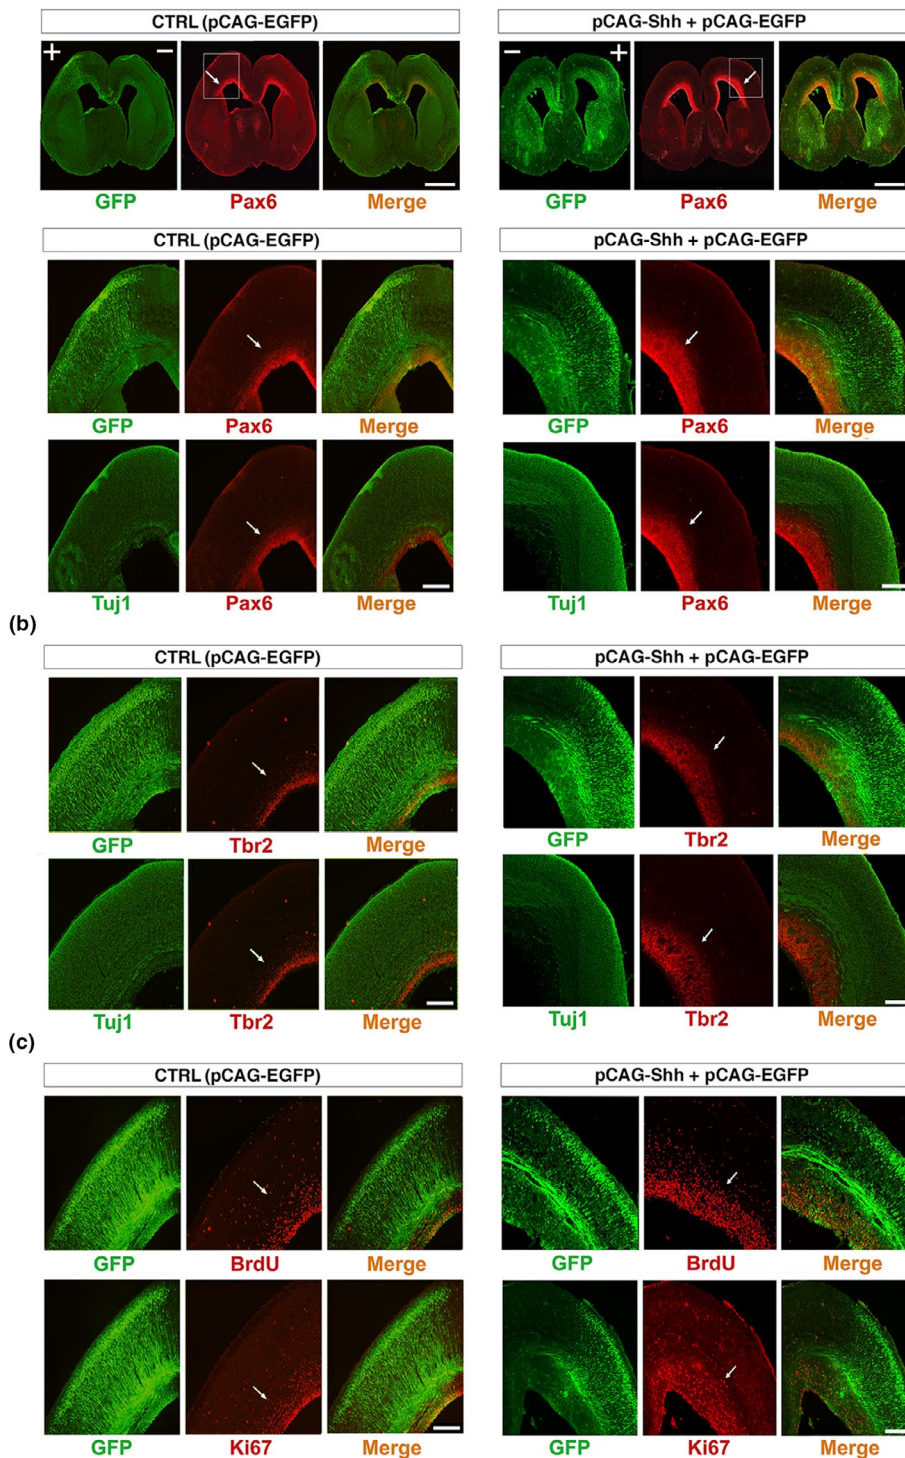 CTRL (pCAG-EGFP) pCAG-Shh + pCAG-EGFP
+ − − +
GFP Pax6 Merge GFP Pax6 Merge
CTRL (pCAG-EGFP) pCAG-Shh + pCAG-EGFP
GFP Pax6 Merge GFP Pax6 Merge
Tuj1 Pax6 Merge Tuj1 Pax6 Merge
(b)
CTRL (pCAG-EGFP) pCAG-Shh + pCAG-EGFP
GFP Tbr2 Merge GFP Tbr2 Merge
Tuj1 Tbr2 Merge Tuj1 Tbr2 Merge
(c)
CTRL (pCAG-EGFP) pCAG-Shh + pCAG-EGFP
GFP BrdU Merge GFP BrdU Merge
GFP Ki67 Merge GFP Ki67 Merge